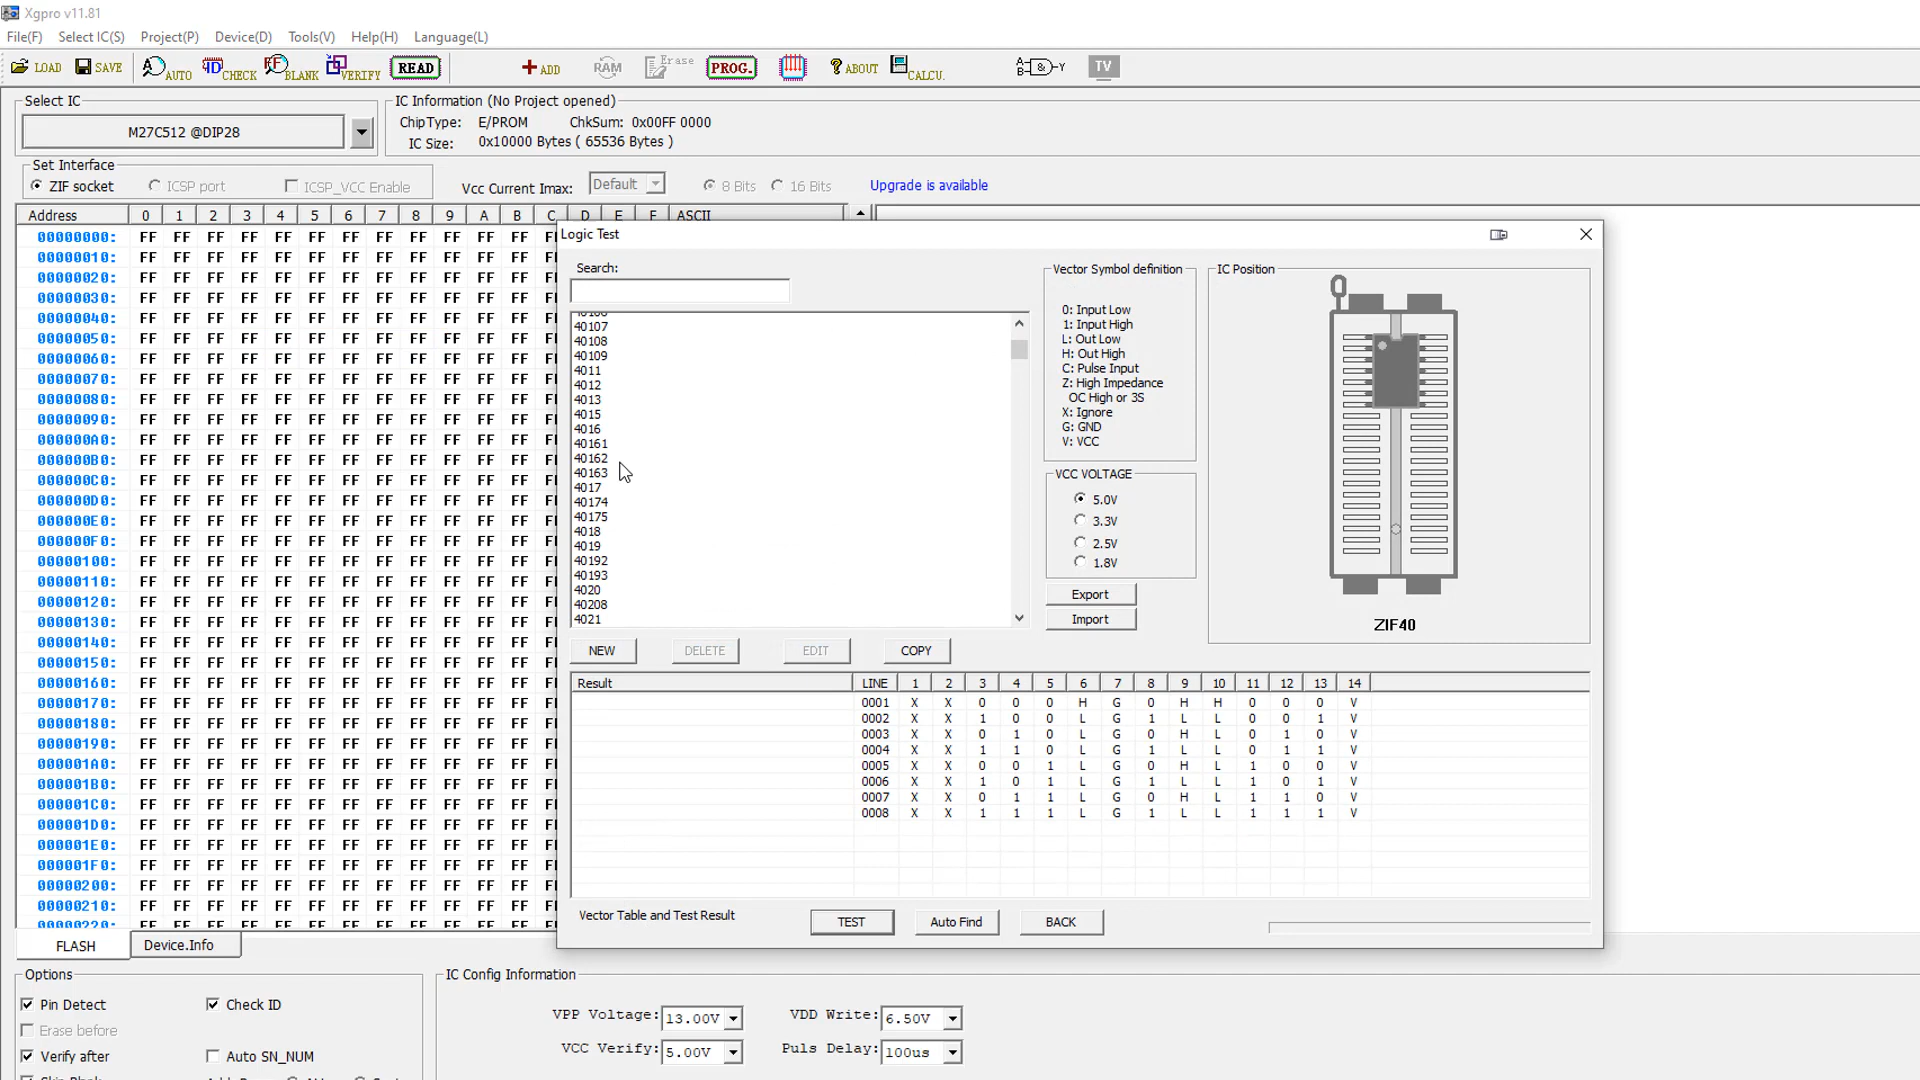 Xgpro v11.81
File(F) Select IC(S) Project(P) Device(D) Tools(V) Help(H) Language(L)
LOAD SAVE AUTO CHECK BLANK VERIFY READ ADD RAM Erase PROG. ABOUT CALCU. TV
Select IC
M27C512 @DIP28
IC Information (No Project opened)
ChipType: E/PROM ChkSum: 0x00FF 0000
IC Size: 0x10000 Bytes ( 65536 Bytes )
Set Interface
ZIF socket ICSP port ICSP_VCC Enable
Vcc Current Imax: Default 8 Bits 16 Bits
Upgrade is available
Address 0 1 2 3 4 5 6 7 8 9 A B C D E F ASCII
00000000: FF FF FF FF FF FF FF FF FF FF FF FF
00000010: FF FF FF FF FF FF FF FF FF FF FF FF
00000020: FF FF FF FF FF FF FF FF FF FF FF FF
00000030: FF FF FF FF FF FF FF FF FF FF FF FF
00000040: FF FF FF FF FF FF FF FF FF FF FF FF
00000050: FF FF FF FF FF FF FF FF FF FF FF FF
00000060: FF FF FF FF FF FF FF FF FF FF FF FF
00000070: FF FF FF FF FF FF FF FF FF FF FF FF
00000080: FF FF FF FF FF FF FF FF FF FF FF FF
00000090: FF FF FF FF FF FF FF FF FF FF FF FF
000000A0: FF FF FF FF FF FF FF FF FF FF FF FF
000000B0: FF FF FF FF FF FF FF FF FF FF FF FF
000000C0: FF FF FF FF FF FF FF FF FF FF FF FF
000000D0: FF FF FF FF FF FF FF FF FF FF FF FF
000000E0: FF FF FF FF FF FF FF FF FF FF FF FF
000000F0: FF FF FF FF FF FF FF FF FF FF FF FF
00000100: FF FF FF FF FF FF FF FF FF FF FF FF
00000110: FF FF FF FF FF FF FF FF FF FF FF FF
00000120: FF FF FF FF FF FF FF FF FF FF FF FF
00000130: FF FF FF FF FF FF FF FF FF FF FF FF
00000140: FF FF FF FF FF FF FF FF FF FF FF FF
00000150: FF FF FF FF FF FF FF FF FF FF FF FF
00000160: FF FF FF FF FF FF FF FF FF FF FF FF
00000170: FF FF FF FF FF FF FF FF FF FF FF FF
00000180: FF FF FF FF FF FF FF FF FF FF FF FF
00000190: FF FF FF FF FF FF FF FF FF FF FF FF
000001A0: FF FF FF FF FF FF FF FF FF FF FF FF
000001B0: FF FF FF FF FF FF FF FF FF FF FF FF
000001C0: FF FF FF FF FF FF FF FF FF FF FF FF
000001D0: FF FF FF FF FF FF FF FF FF FF FF FF
000001E0: FF FF FF FF FF FF FF FF FF FF FF FF
000001F0: FF FF FF FF FF FF FF FF FF FF FF FF
00000200: FF FF FF FF FF FF FF FF FF FF FF FF
00000210: FF FF FF FF FF FF FF FF FF FF FF FF
00000220: FF FF FF FF FF FF FF FF FF FF FF FF
FLASH Device.Info
Logic Test
Search:
40107
40108
40109
4011
4012
4013
4015
4016
40161
40162
40163
4017
40174
40175
4018
4019
40192
40193
4020
40208
4021
NEW DELETE EDIT COPY
Vector Symbol definition
0: Input Low
1: Input High
L: Out Low
H: Out High
C: Pulse Input
Z: High Impedance
OC High or 3S
X: Ignore
G: GND
V: VCC
VCC VOLTAGE
5.0V
3.3V
2.5V
1.8V
Export
Import
IC Position
ZIF40
Result LINE 1 2 3 4 5 6 7 8 9 10 11 12 13 14
0001 X X 0 0 0 H G 0 H H 0 0 0 V
0002 X X 1 0 0 L G 1 L L 0 0 1 V
0003 X X 0 1 0 L G 0 H L 0 1 0 V
0004 X X 1 1 0 L G 1 L L 0 1 1 V
0005 X X 0 0 1 L G 0 H L 1 0 0 V
0006 X X 1 0 1 L G 1 L L 1 0 1 V
0007 X X 0 1 1 L G 0 H L 1 1 0 V
0008 X X 1 1 1 L G 1 L L 1 1 1 V
Vector Table and Test Result TEST Auto Find BACK
Options
Pin Detect Check ID
Erase before
Verify after Auto SN_NUM
IC Config Information
VPP Voltage: 13.00V VDD Write: 6.50V
VCC Verify: 5.00V Puls Delay: 100us